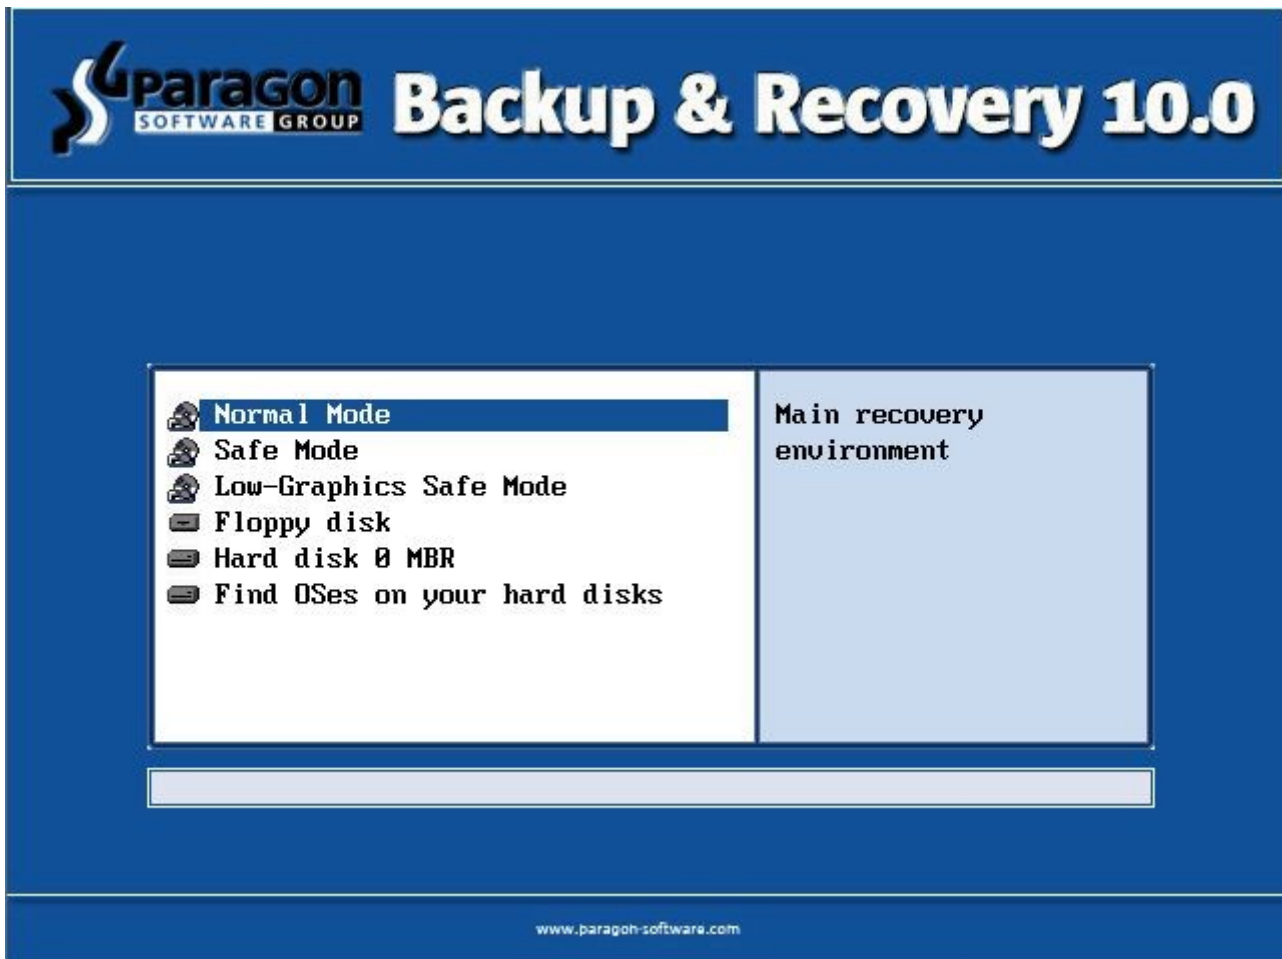 Paragon
SOFTWARE GROUP
Backup & Recovery 10.0
Normal Mode
Safe Mode
Low-Graphics Safe Mode
Floppy disk
Hard disk 0 MBR
Find OSes on your hard disks
Main recovery
environment
www.paragon-software.com